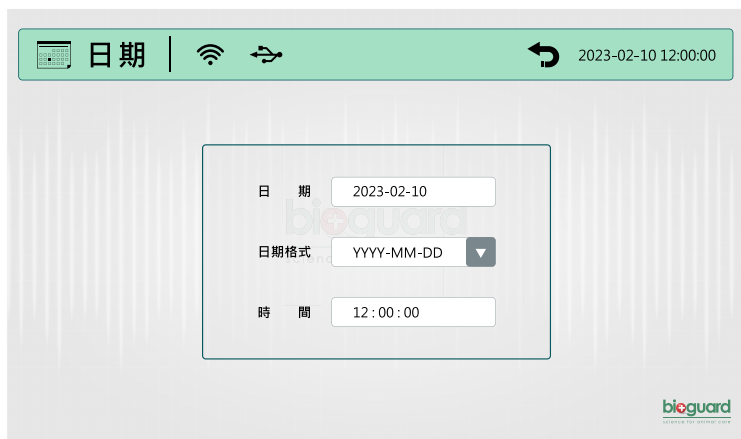 日期
2023-02-10 12:00:00
日　期 2023-02-10
bioguard
日期格式 YYYY-MM-DD
時　間 12 : 00 : 00
bioguard
science for animal care